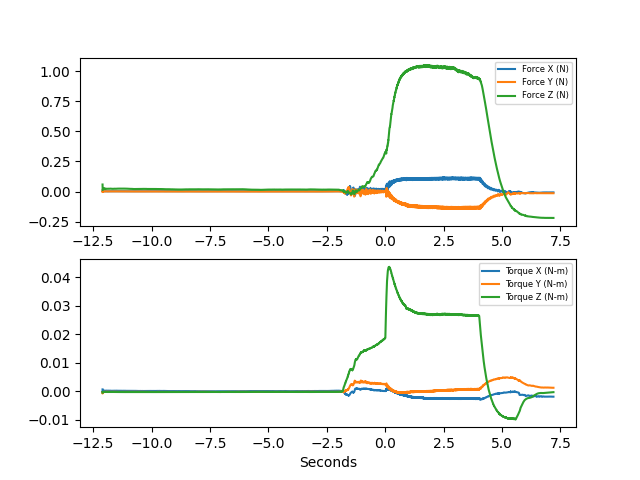 1.00
0.75
0.50
0.25
0.00
−0.25
Force X (N)
Force Y (N)
Force Z (N)
−12.5 −10.0 −7.5 −5.0 −2.5 0.0 2.5 5.0 7.5
0.04
0.03
0.02
0.01
0.00
−0.01
Torque X (N-m)
Torque Y (N-m)
Torque Z (N-m)
−12.5 −10.0 −7.5 −5.0 −2.5 0.0 2.5 5.0 7.5
Seconds